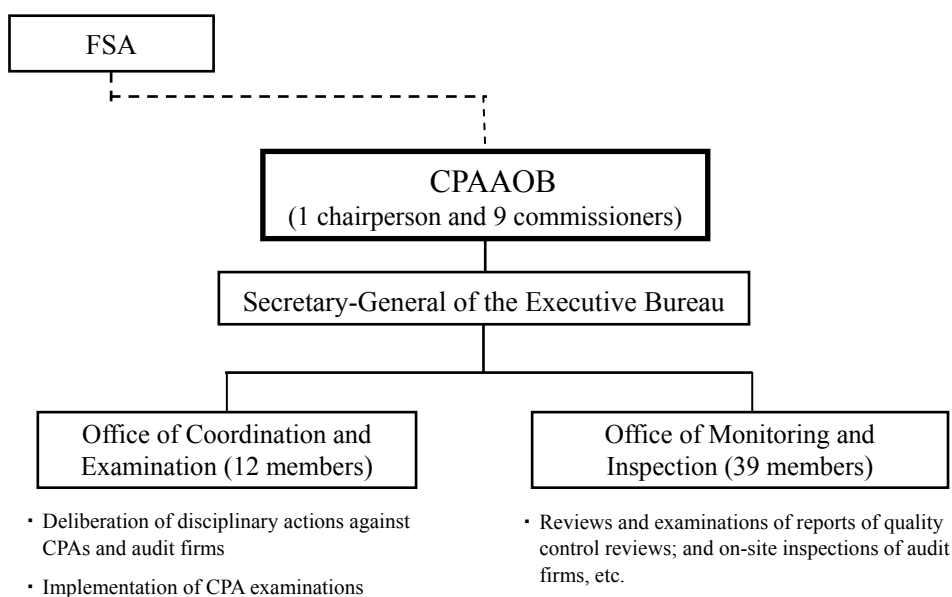 FSA
CPAAOB
(1 chairperson and 9 commissioners)
Secretary-General of the Executive Bureau
Office of Coordination and
Examination (12 members)
Office of Monitoring and
Inspection (39 members)
・Deliberation of disciplinary actions against
CPAs and audit firms
・Implementation of CPA examinations
・Reviews and examinations of reports of quality
control reviews; and on-site inspections of audit
firms, etc.